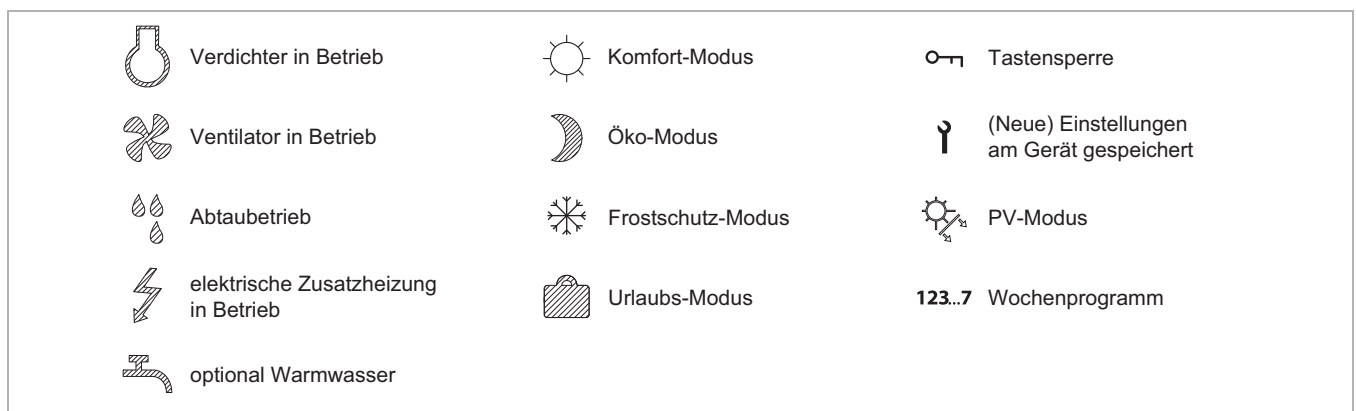 Verdichter in Betrieb
Ventilator in Betrieb
Abtaubetrieb
elektrische Zusatzheizung
in Betrieb
optional Warmwasser
Komfort-Modus
Öko-Modus
Frostschutz-Modus
Urlaubs-Modus
Tastensperre
(Neue) Einstellungen
am Gerät gespeichert
PV-Modus
123...7 Wochenprogramm